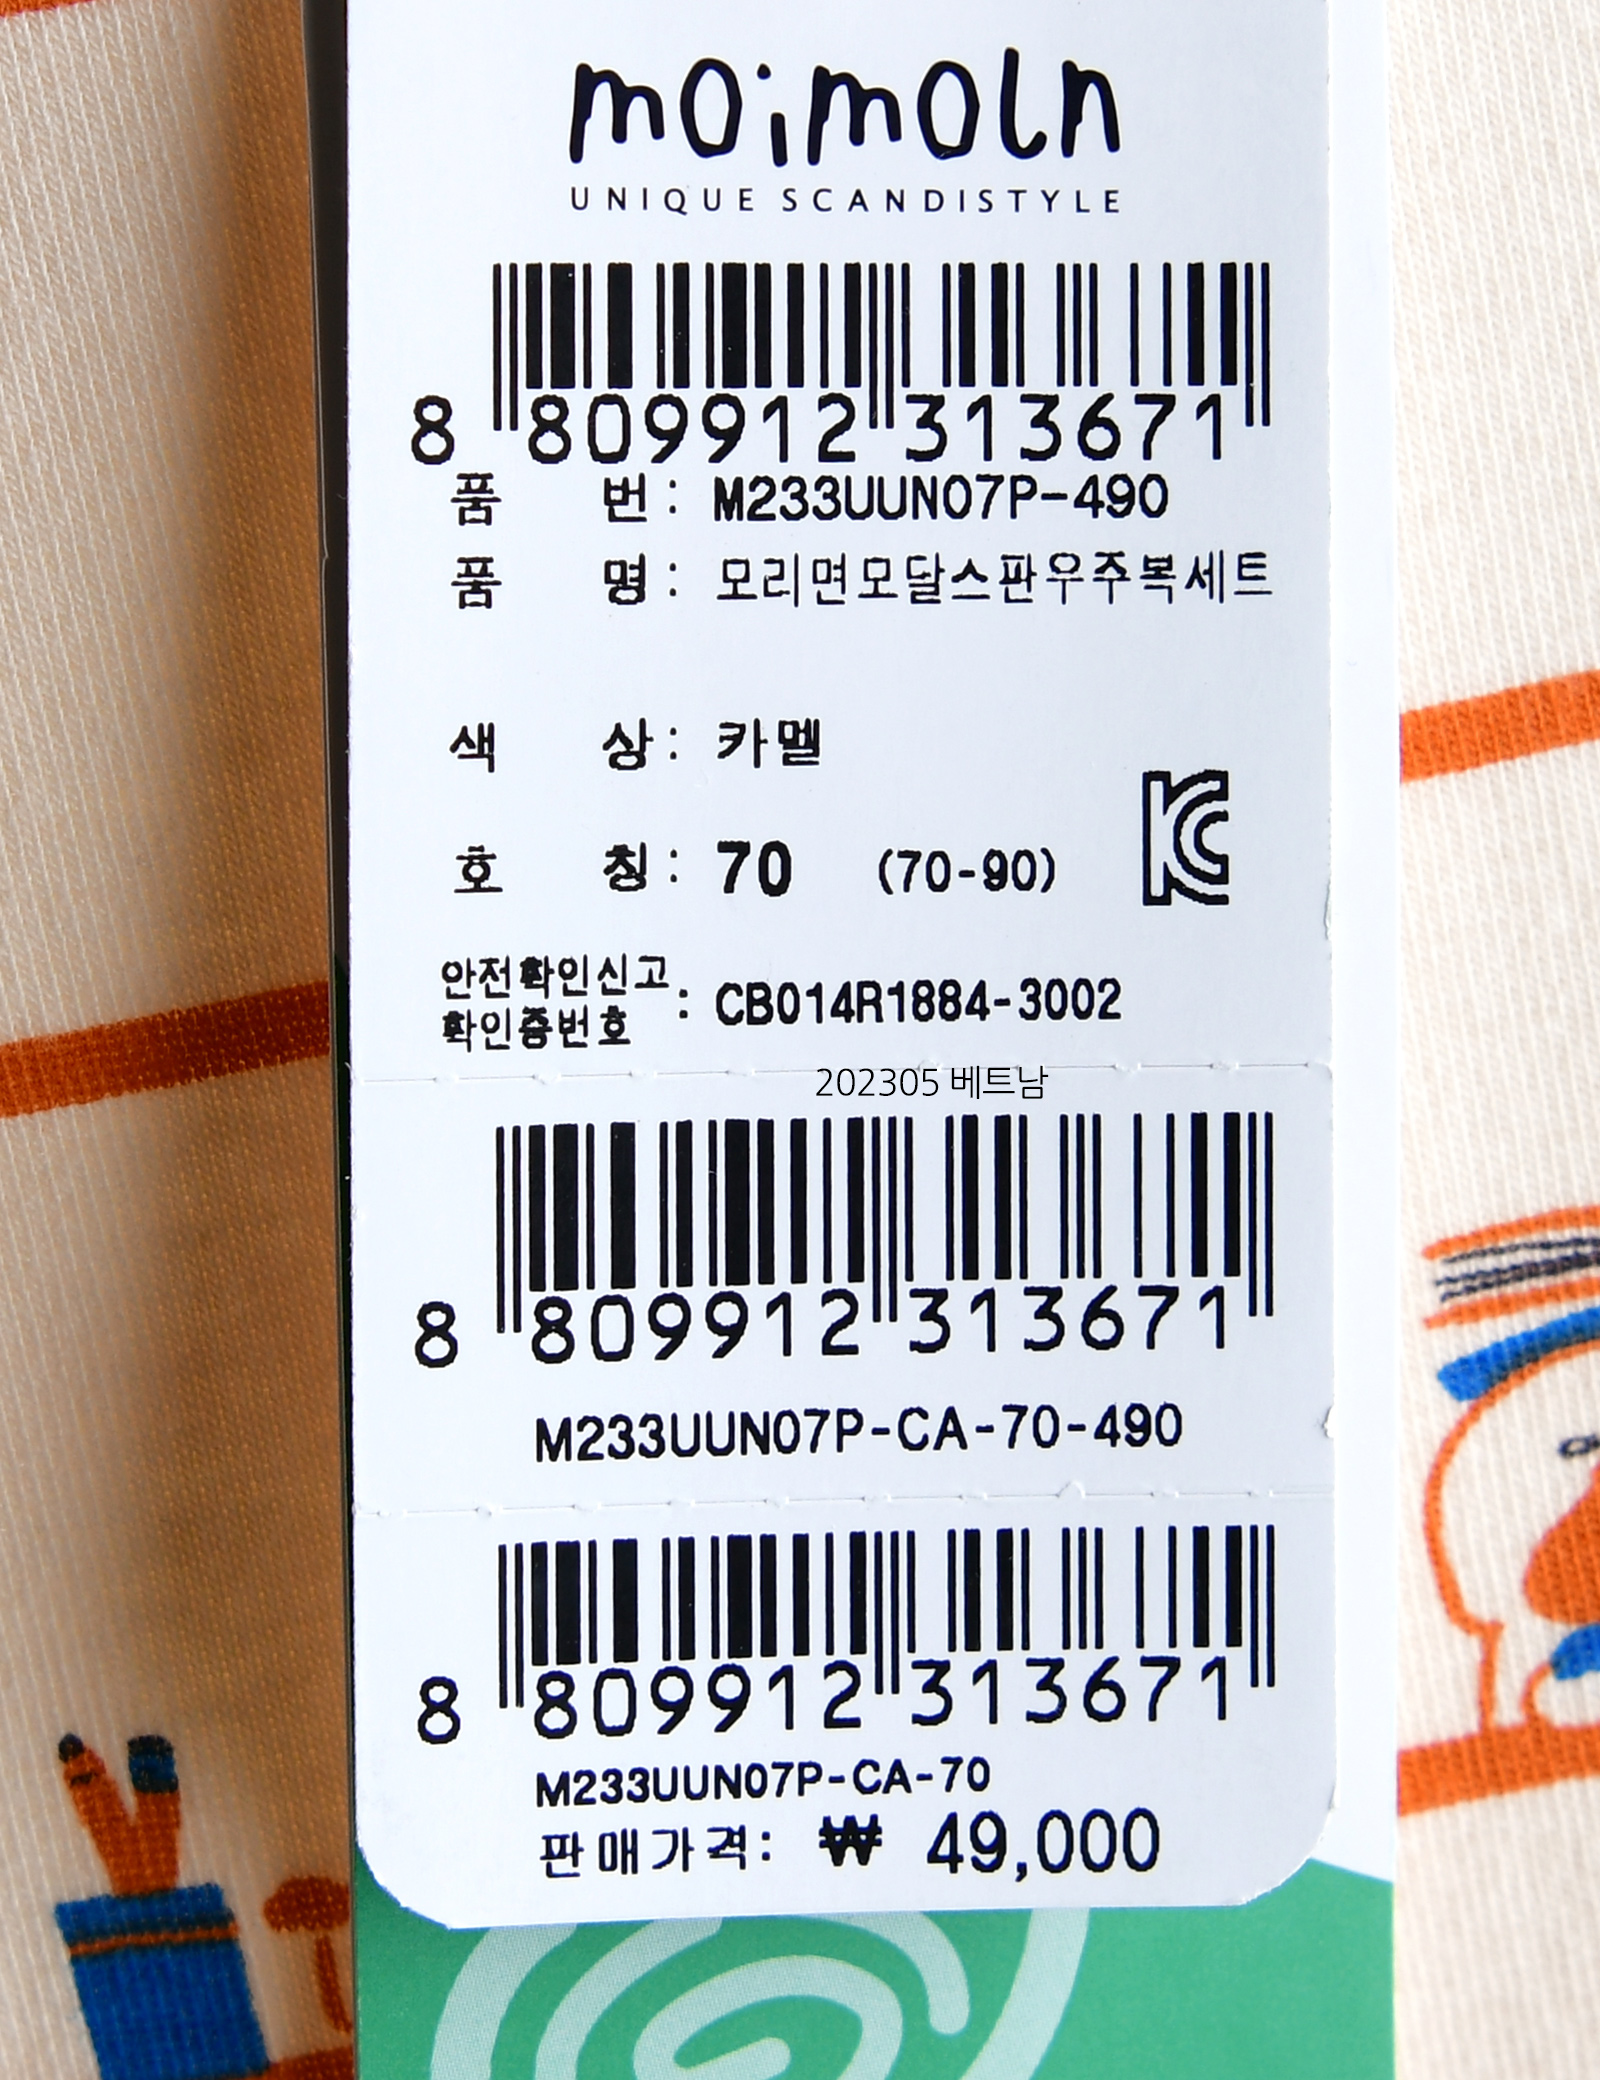 moimoln
UNIQUE SCANDISTYLE
8 809912 313671
품 번 : M233UUN07P-490
품 명 : 모리면모달스판우주복세트
색 상 : 카멜
호 칭 : 70 (70-90)
안전확인신고
확인증번호 : CB014R1884-3002
202305 베트남
8 809912 313671
M233UUN07P-CA-70-490
8 809912 313671
M233UUN07P-CA-70
판매가격: ₩ 49,000